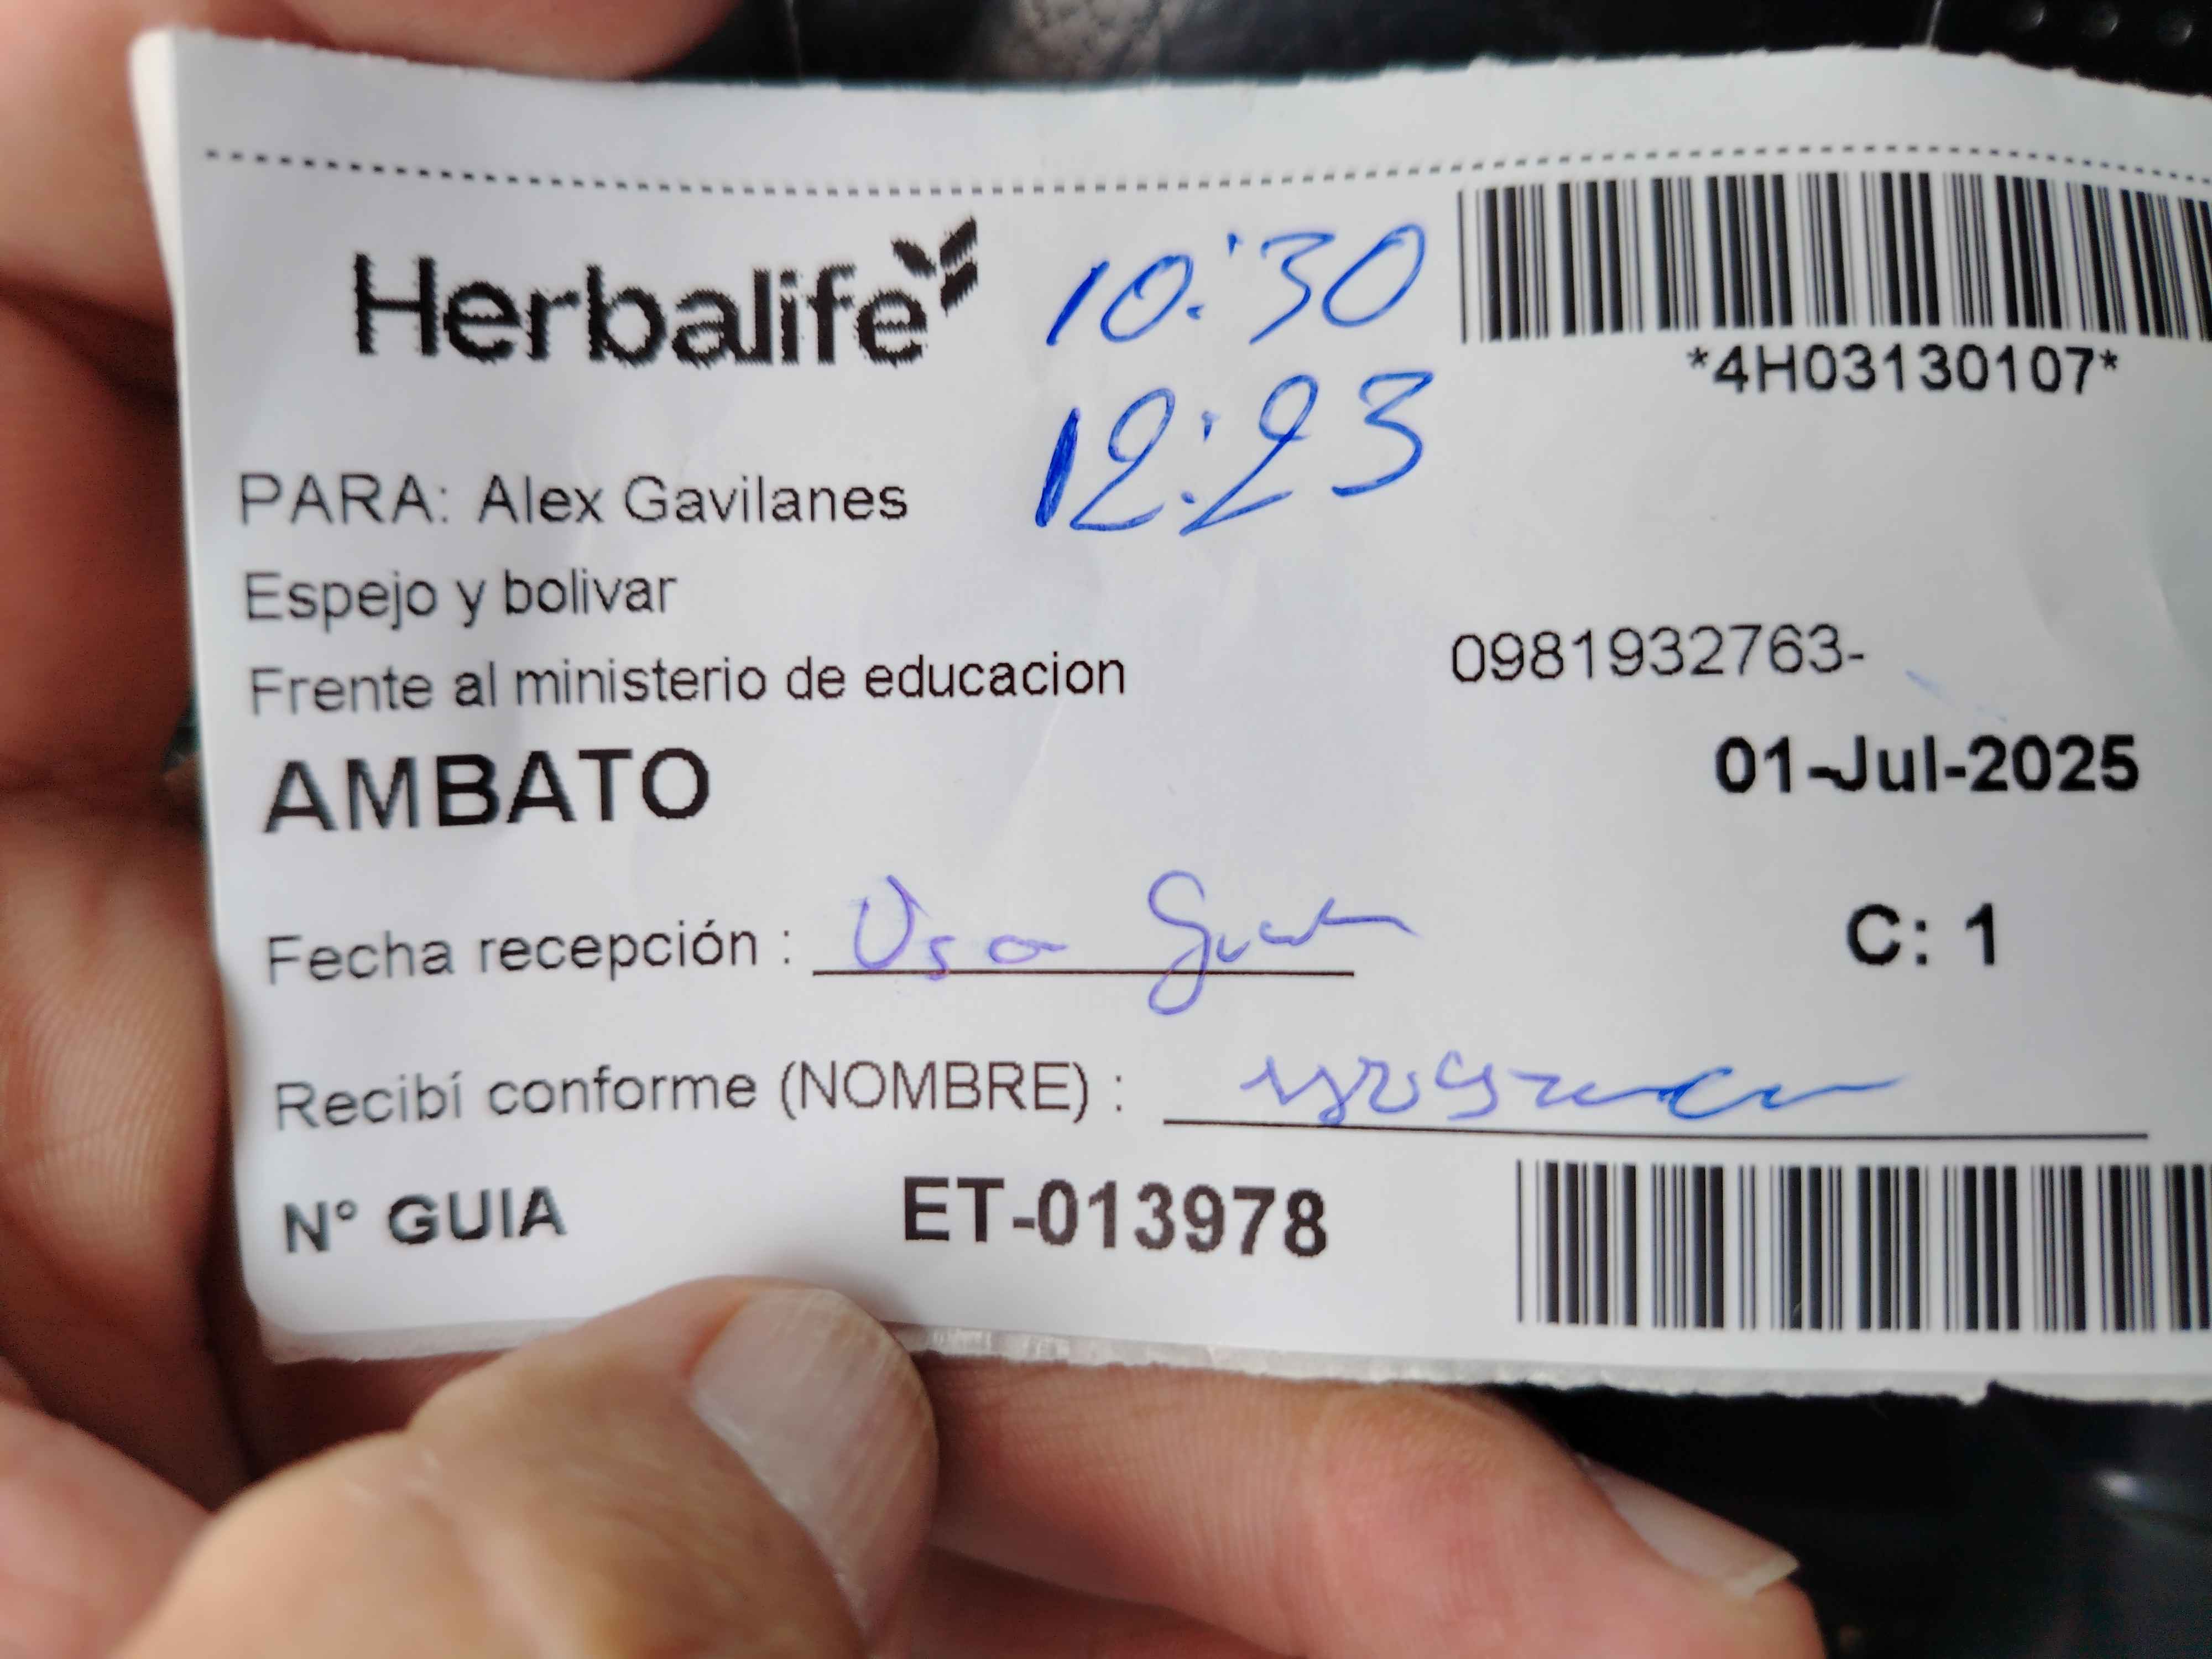 Herbalife
10:30
12:23
*4H03130107*
PARA: Alex Gavilanes
Espejo y bolivar
Frente al ministerio de educacion
0981932763-
AMBATO
01-Jul-2025
Fecha recepción :
C: 1
Recibí conforme (NOMBRE) :
N° GUIA ET-013978